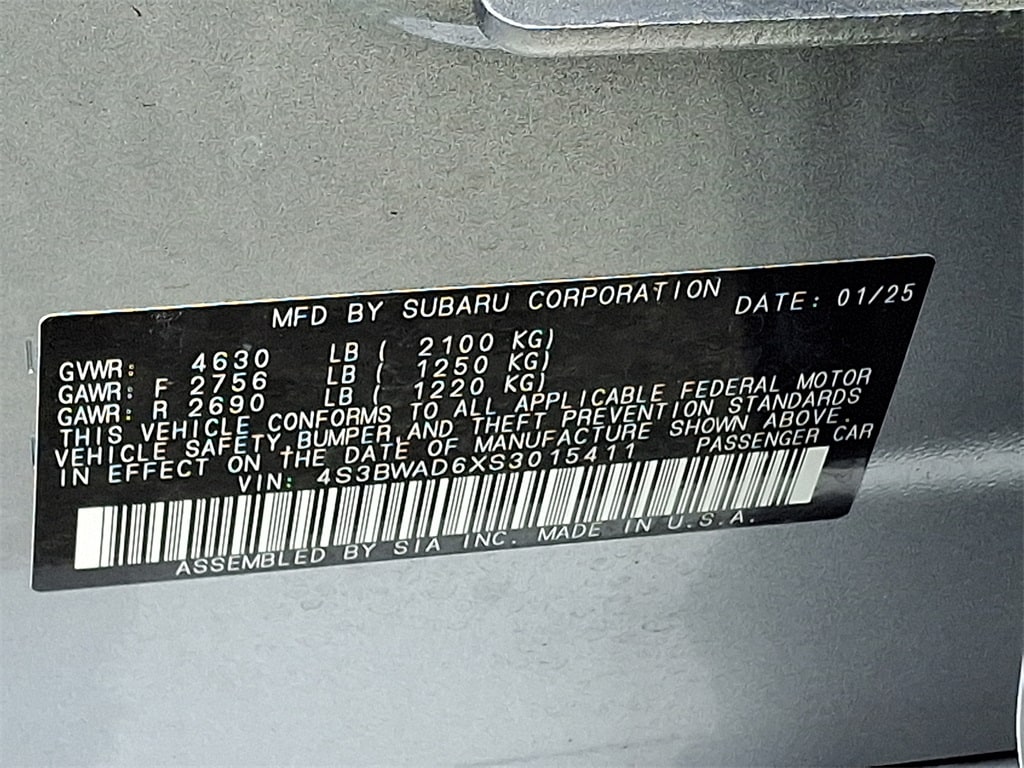 MFD BY SUBARU CORPORATION DATE: 01/25
GVWR: 4630 LB ( 2100 KG)
GAWR: F 2756 LB ( 1250 KG)
GAWR: R 2690 LB ( 1220 KG)
THIS VEHICLE CONFORMS TO ALL APPLICABLE FEDERAL MOTOR
VEHICLE SAFETY,BUMPER,AND THEFT PREVENTION STANDARDS
IN EFFECT ON tHE DATE OF MANUFACTURE SHOWN ABOVE.
VIN: 4S3BWAD6XS3015411 PASSENGER CAR
ASSEMBLED BY SIA INC. MADE IN U.S.A.